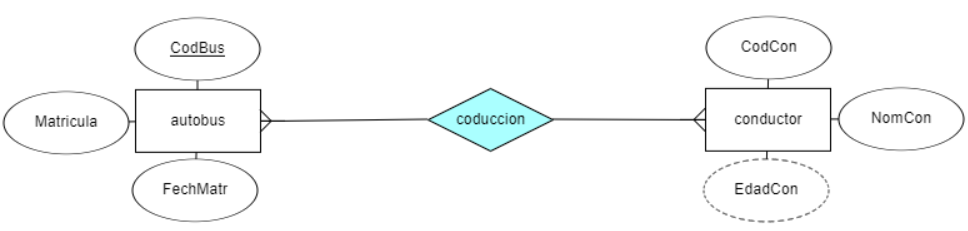 CodBus
CodCon
Matricula
autobus
coduccion
conductor
NomCon
FechMatr
EdadCon